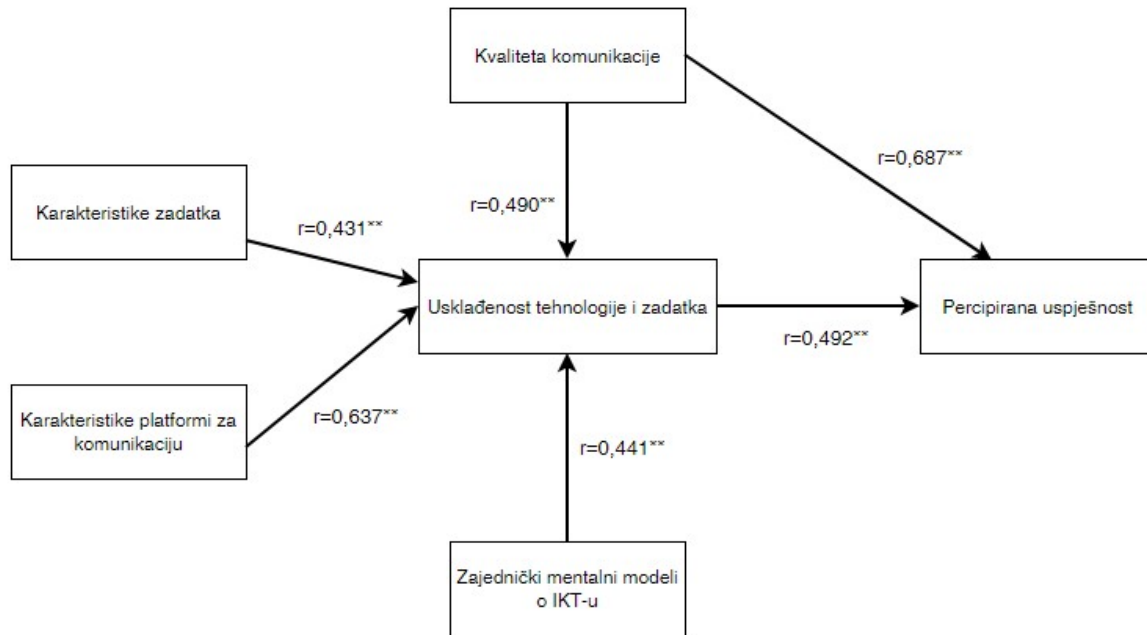 Kvaliteta komunikacije
r=0,687**
Karakteristike zadatka
r=0,490**
r=0,431**
Usklađenost tehnologije i zadatka
Percipirana uspješnost
r=0,492**
Karakteristike platformi za
komunikaciju
r=0,637**
r=0,441**
Zajednički mentalni modeli
o IKT-u